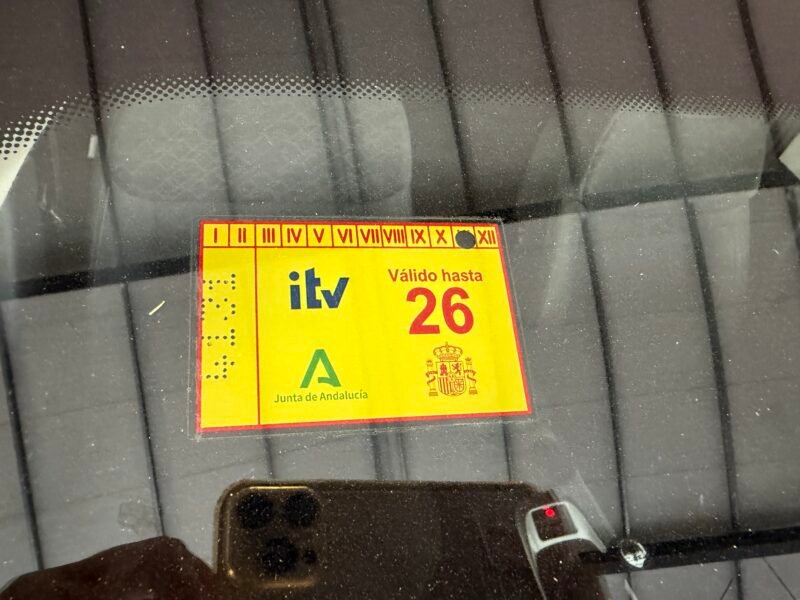 I II III IV V VI VII VIII IX X XII
itv
Válido hasta
26
Junta de Andalucía